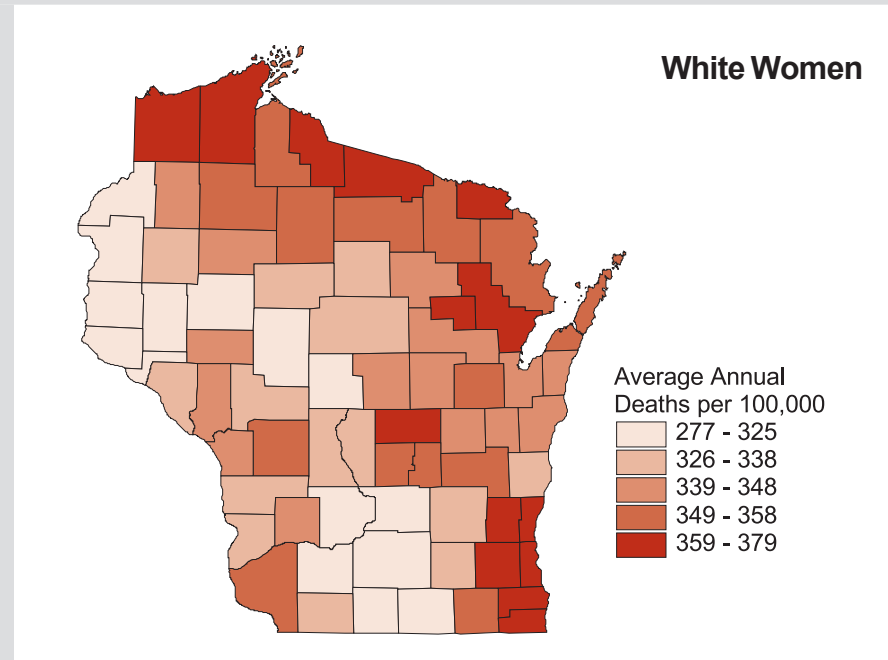 White Women
Average Annual
Deaths per 100,000
277 - 325
326 - 338
339 - 348
349 - 358
359 - 379